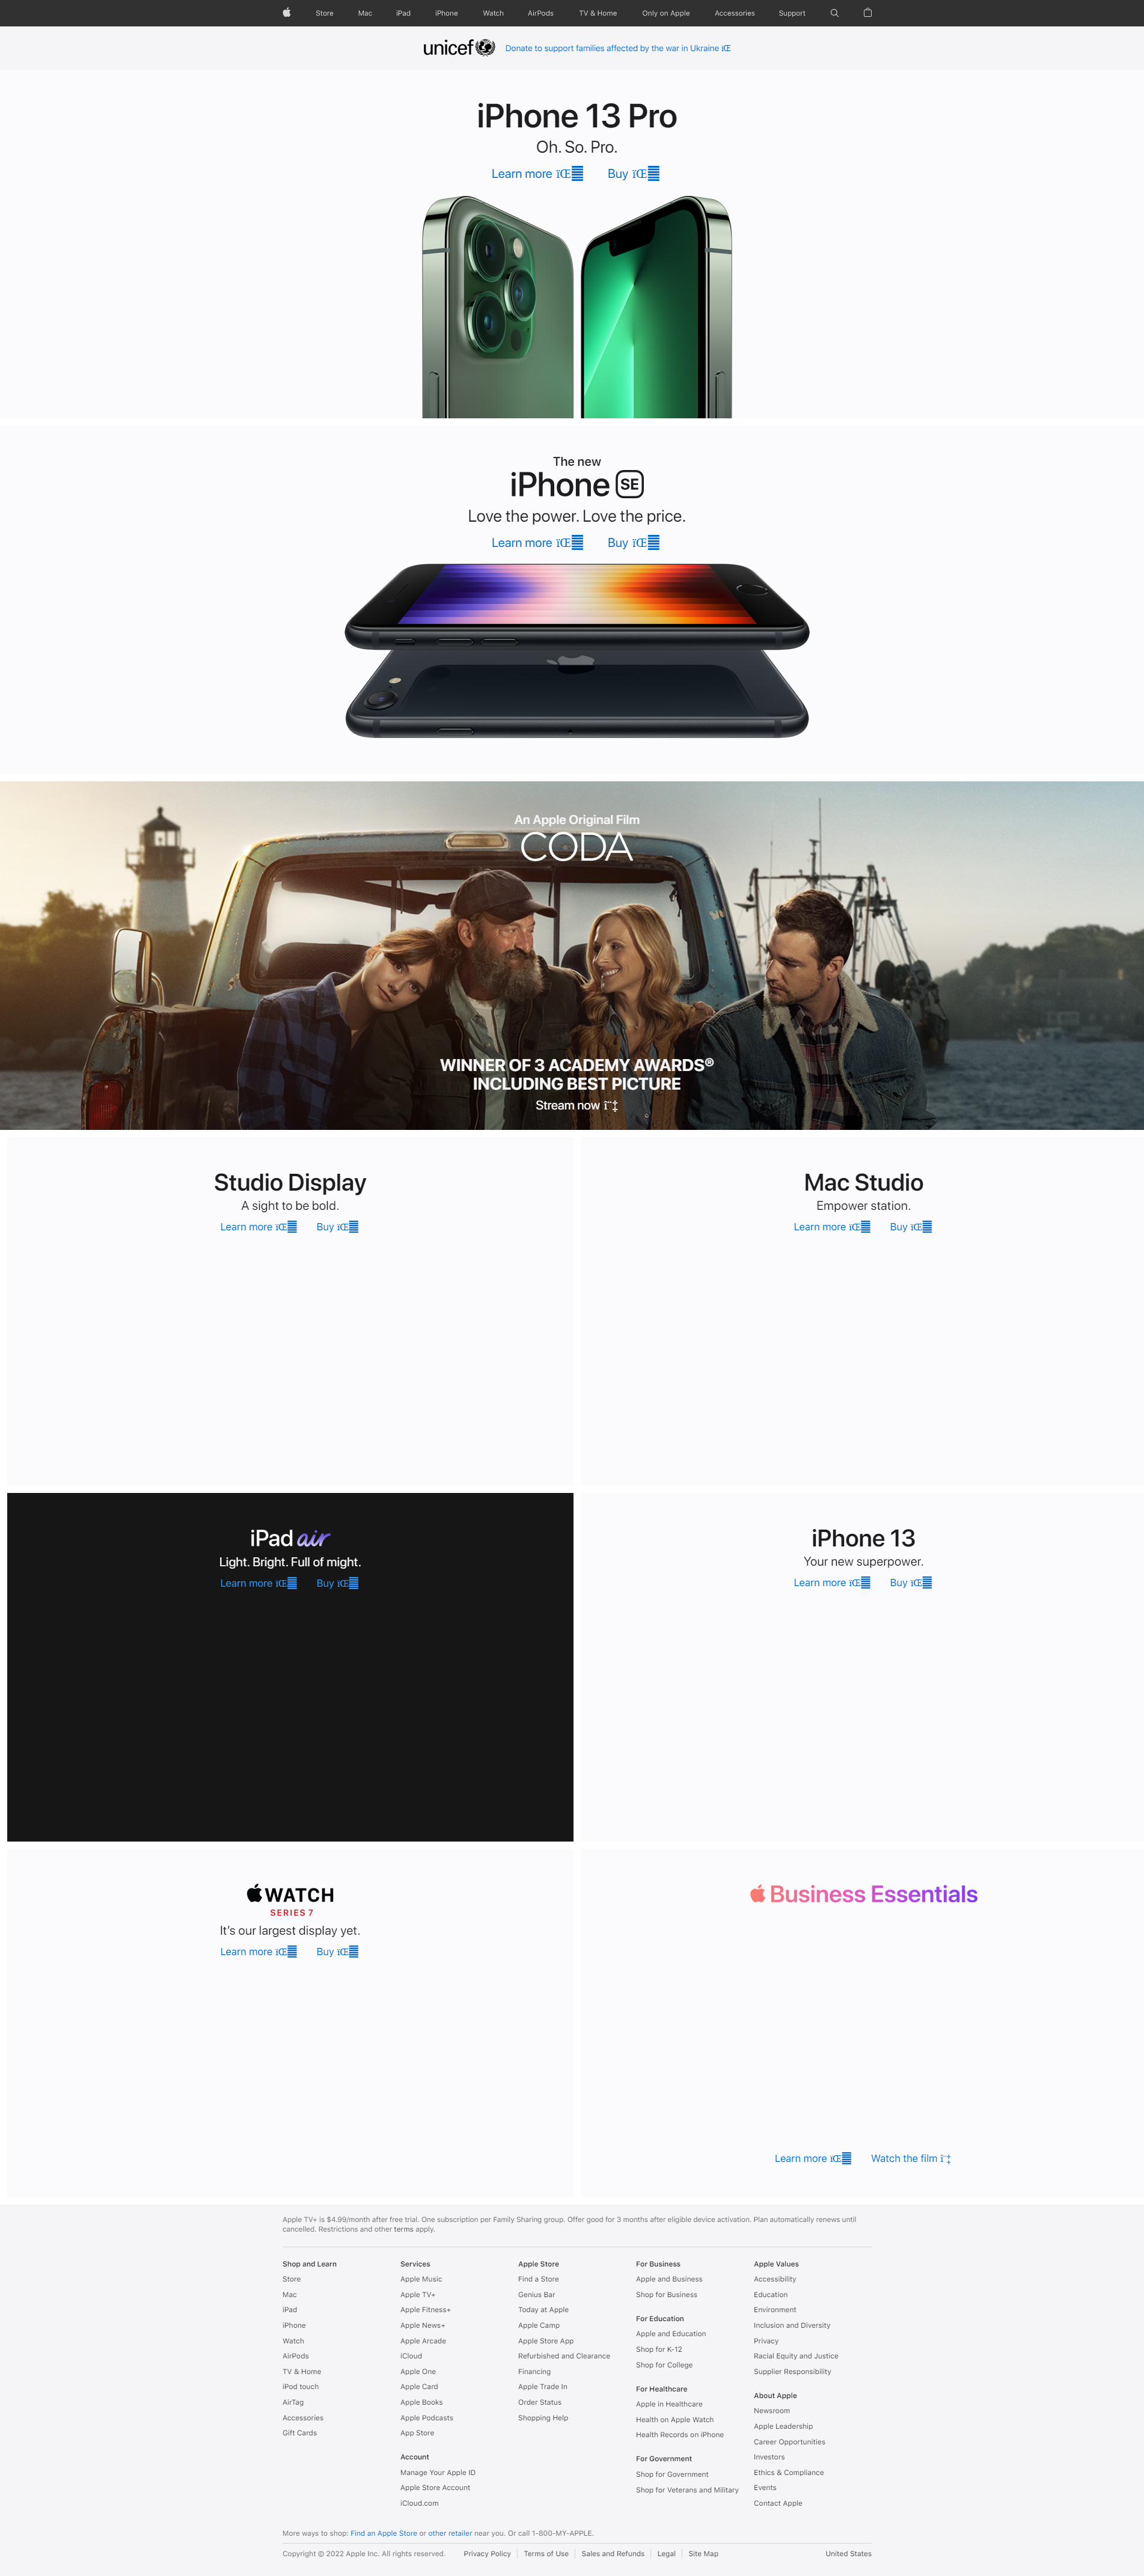 Store Mac iPad iPhone Watch AirPods TV & Home Only on Apple Accessories Support
unicef Donate to support families affected by the war in Ukraine ïŒ
iPhone 13 Pro
Oh. So. Pro.
Learn more ïŒ Buy ïŒ
The new
iPhone SE
Love the power. Love the price.
Learn more ïŒ Buy ïŒ
An Apple Original Film
CODA
WINNER OF 3 ACADEMY AWARDS®
INCLUDING BEST PICTURE
Stream now
Studio Display
A sight to be bold.
Learn more ïŒ Buy ïŒ
Mac Studio
Empower station.
Learn more ïŒ Buy ïŒ
iPad air
Light. Bright. Full of might.
Learn more ïŒ Buy ïŒ
iPhone 13
Your new superpower.
Learn more ïŒ Buy ïŒ
WATCH
SERIES 7
It's our largest display yet.
Learn more ïŒ Buy ïŒ
Business Essentials
Learn more ïŒ Watch the film
Apple TV+ is $4.99/month after free trial. One subscription per Family Sharing group. Offer good for 3 months after eligible device activation. Plan automatically renews until
cancelled. Restrictions and other terms apply.
Shop and Learn
Store
Mac
iPad
iPhone
Watch
AirPods
TV & Home
iPod touch
AirTag
Accessories
Gift Cards
Services
Apple Music
Apple TV+
Apple Fitness+
Apple News+
Apple Arcade
iCloud
Apple One
Apple Card
Apple Books
Apple Podcasts
App Store
Account
Manage Your Apple ID
Apple Store Account
iCloud.com
Apple Store
Find a Store
Genius Bar
Today at Apple
Apple Camp
Apple Store App
Refurbished and Clearance
Financing
Apple Trade In
Order Status
Shopping Help
For Business
Apple and Business
Shop for Business
For Education
Apple and Education
Shop for K-12
Shop for College
For Healthcare
Apple in Healthcare
Health on Apple Watch
Health Records on iPhone
For Government
Shop for Government
Shop for Veterans and Military
Apple Values
Accessibility
Education
Environment
Inclusion and Diversity
Privacy
Racial Equity and Justice
Supplier Responsibility
About Apple
Newsroom
Apple Leadership
Career Opportunities
Investors
Ethics & Compliance
Events
Contact Apple
More ways to shop: Find an Apple Store or other retailer near you. Or call 1-800-MY-APPLE.
Copyright © 2022 Apple Inc. All rights reserved. Privacy Policy Terms of Use Sales and Refunds Legal Site Map United States